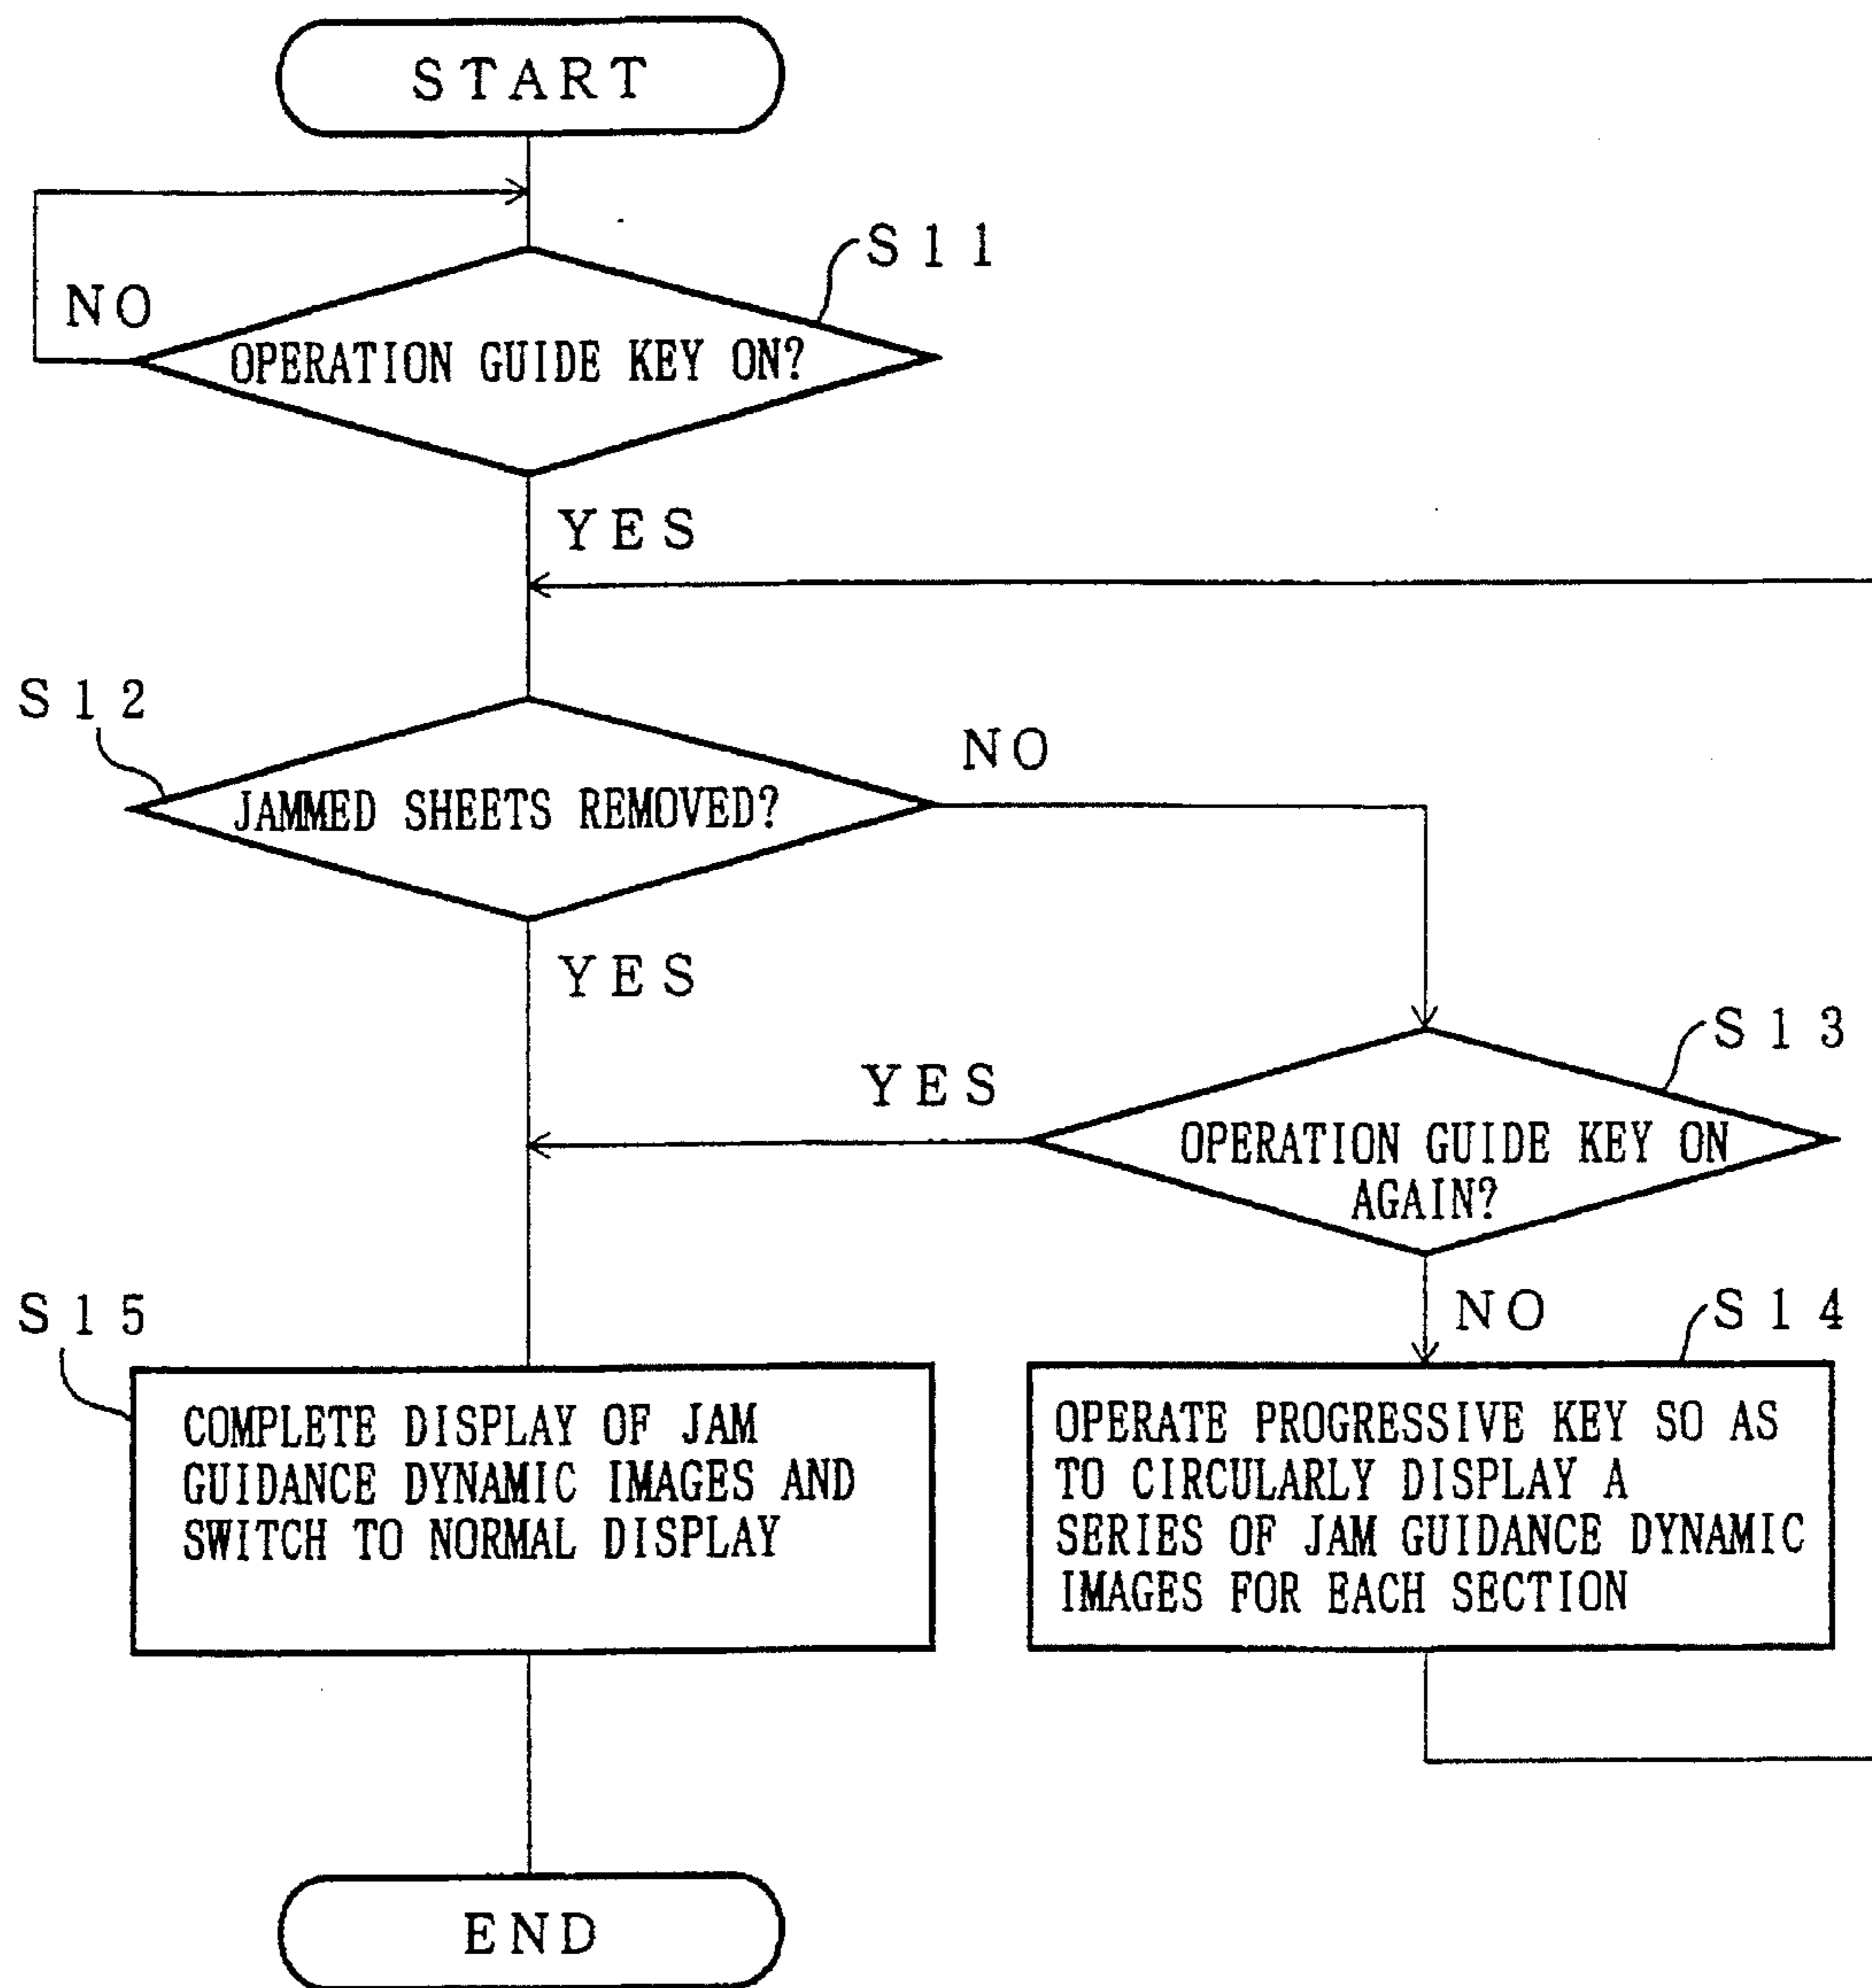 START
S11
NO
OPERATION GUIDE KEY ON?
YES
S12
NO
JAMMED SHEETS REMOVED?
YES
S13
YES
OPERATION GUIDE KEY ON
AGAIN?
NO
S14
S15
COMPLETE DISPLAY OF JAM
GUIDANCE DYNAMIC IMAGES AND
SWITCH TO NORMAL DISPLAY
OPERATE PROGRESSIVE KEY SO AS
TO CIRCULARLY DISPLAY A
SERIES OF JAM GUIDANCE DYNAMIC
IMAGES FOR EACH SECTION
END